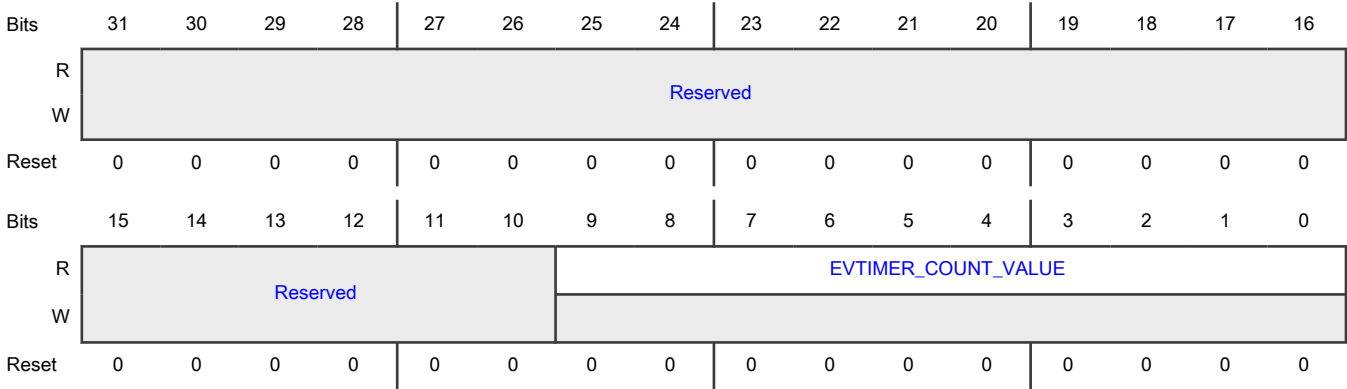 Bits 31 30 29 28 27 26 25 24 23 22 21 20 19 18 17 16
R
Reserved
W
Reset 0 0 0 0 0 0 0 0 0 0 0 0 0 0 0 0
Bits 15 14 13 12 11 10 9 8 7 6 5 4 3 2 1 0
R EVTIMER_COUNT_VALUE
Reserved
W
Reset 0 0 0 0 0 0 0 0 0 0 0 0 0 0 0 0